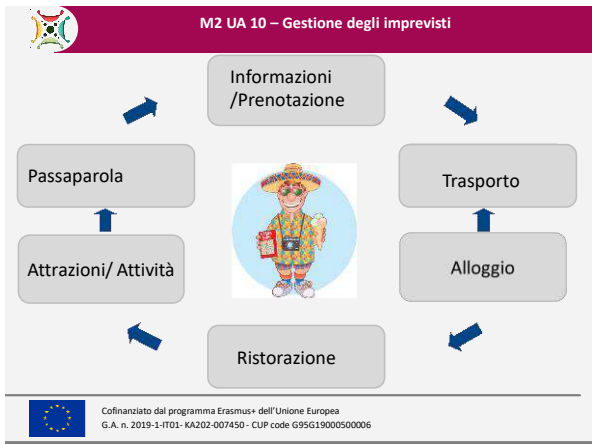 M2 UA 10 – Gestione degli imprevisti
Informazioni
/Prenotazione
Passaparola
Trasporto
Attrazioni/ Attività
Alloggio
Ristorazione
Cofinanziato dal programma Erasmus+ dell'Unione Europea
G.A. n. 2019-1-IT01- KA202-007450 - CUP code G95G19000500006